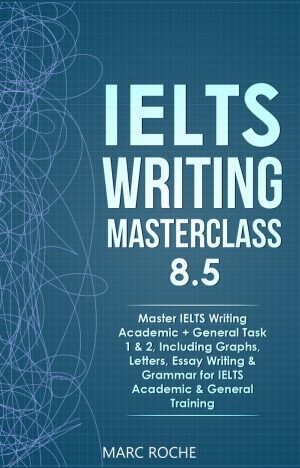 IELTS
WRITING
MASTERCLASS
8.5
Master IELTS Writing
Academic + General Task
1 & 2, Including Graphs,
Letters, Essay Writing &
Grammar for IELTS
Academic & General
Training
MARC ROCHE